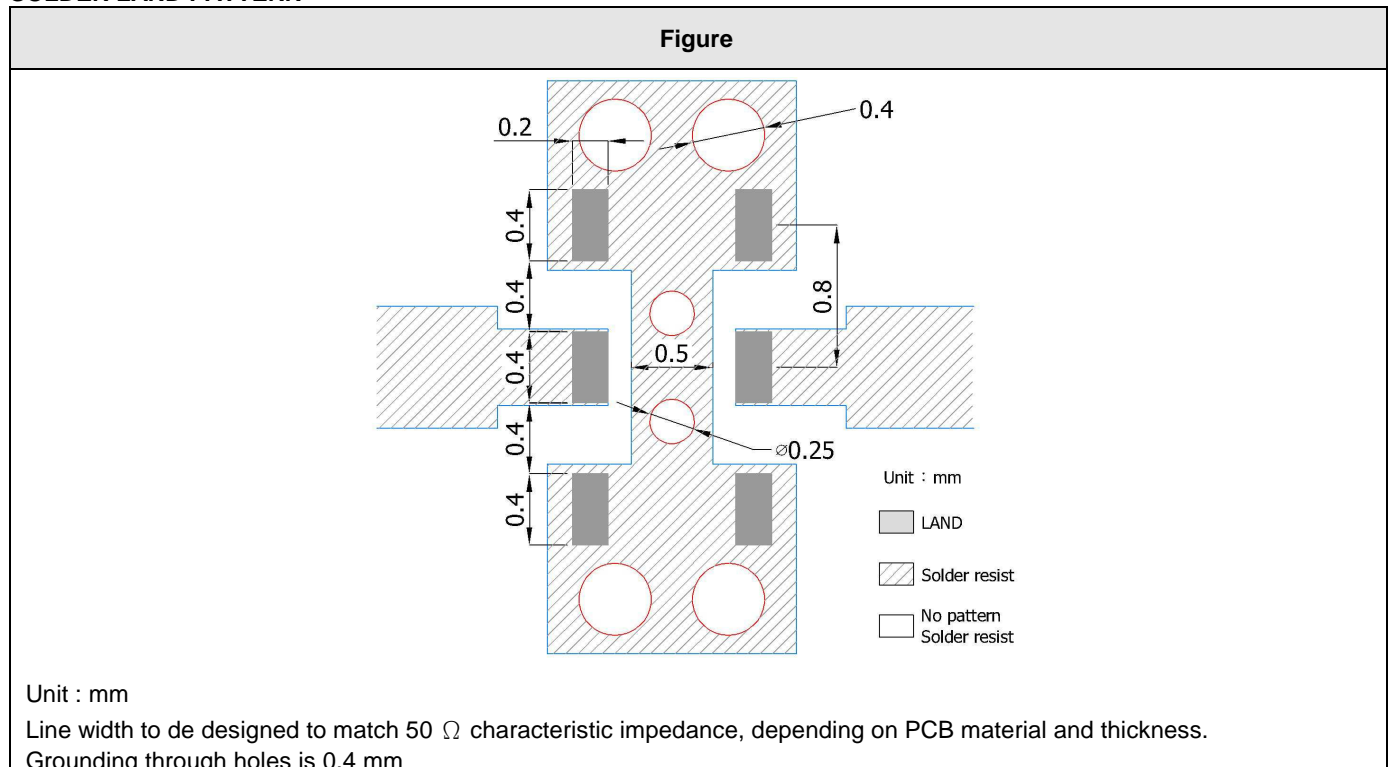 Figure
0.4
0.2
0.4
0.4
0.8
0.4
0.5
0.4
⌀0.25
0.4
Unit : mm
LAND
Solder resist
No pattern
Solder resist
Unit : mm
Line width to de designed to match 50 Ω characteristic impedance, depending on PCB material and thickness.
Grounding through holes is 0.4 mm